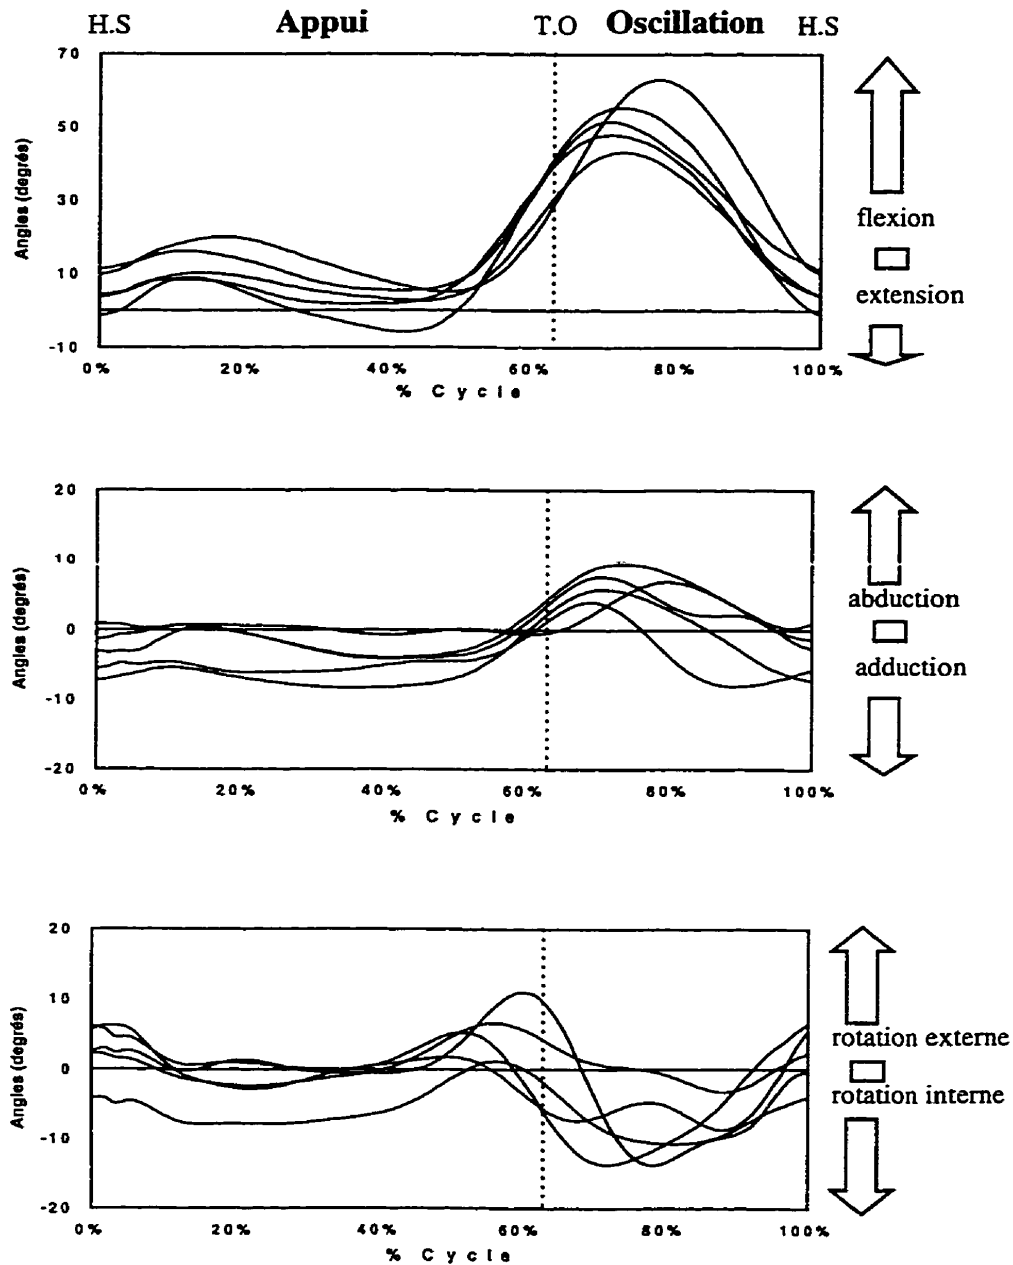 H.S Appui T.O Oscillation H.S
70
50
30
10
-10
Angles (degrés)
0% 20% 40% 60% 80% 100%
% Cycle
flexion
extension
20
10
0
-10
-20
Angles (degrés)
0% 20% 40% 60% 80% 100%
% Cycle
abduction
adduction
20
10
0
-10
-20
Angles (degrés)
0% 20% 40% 60% 80% 100%
% Cycle
rotation externe
rotation interne